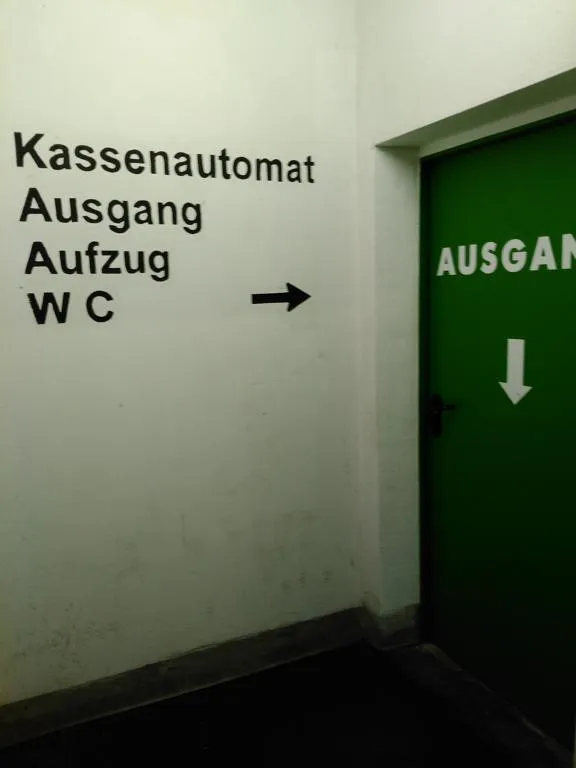 Kassenautomat
Ausgang
Aufzug
W C
AUSGAN